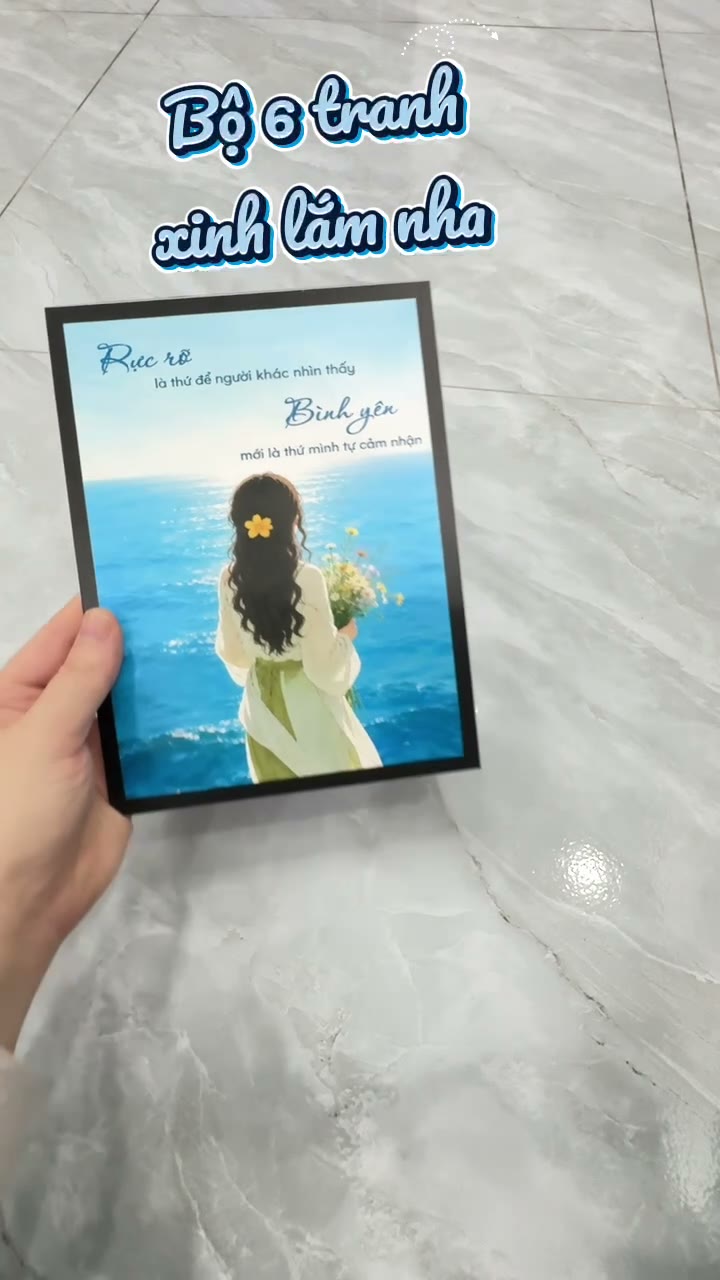 Bộ 6 tranh
xinh lắm nha
Rực rỡ
là thứ để người khác nhìn thấy
Bình yên
mới là thứ mình tự cảm nhận